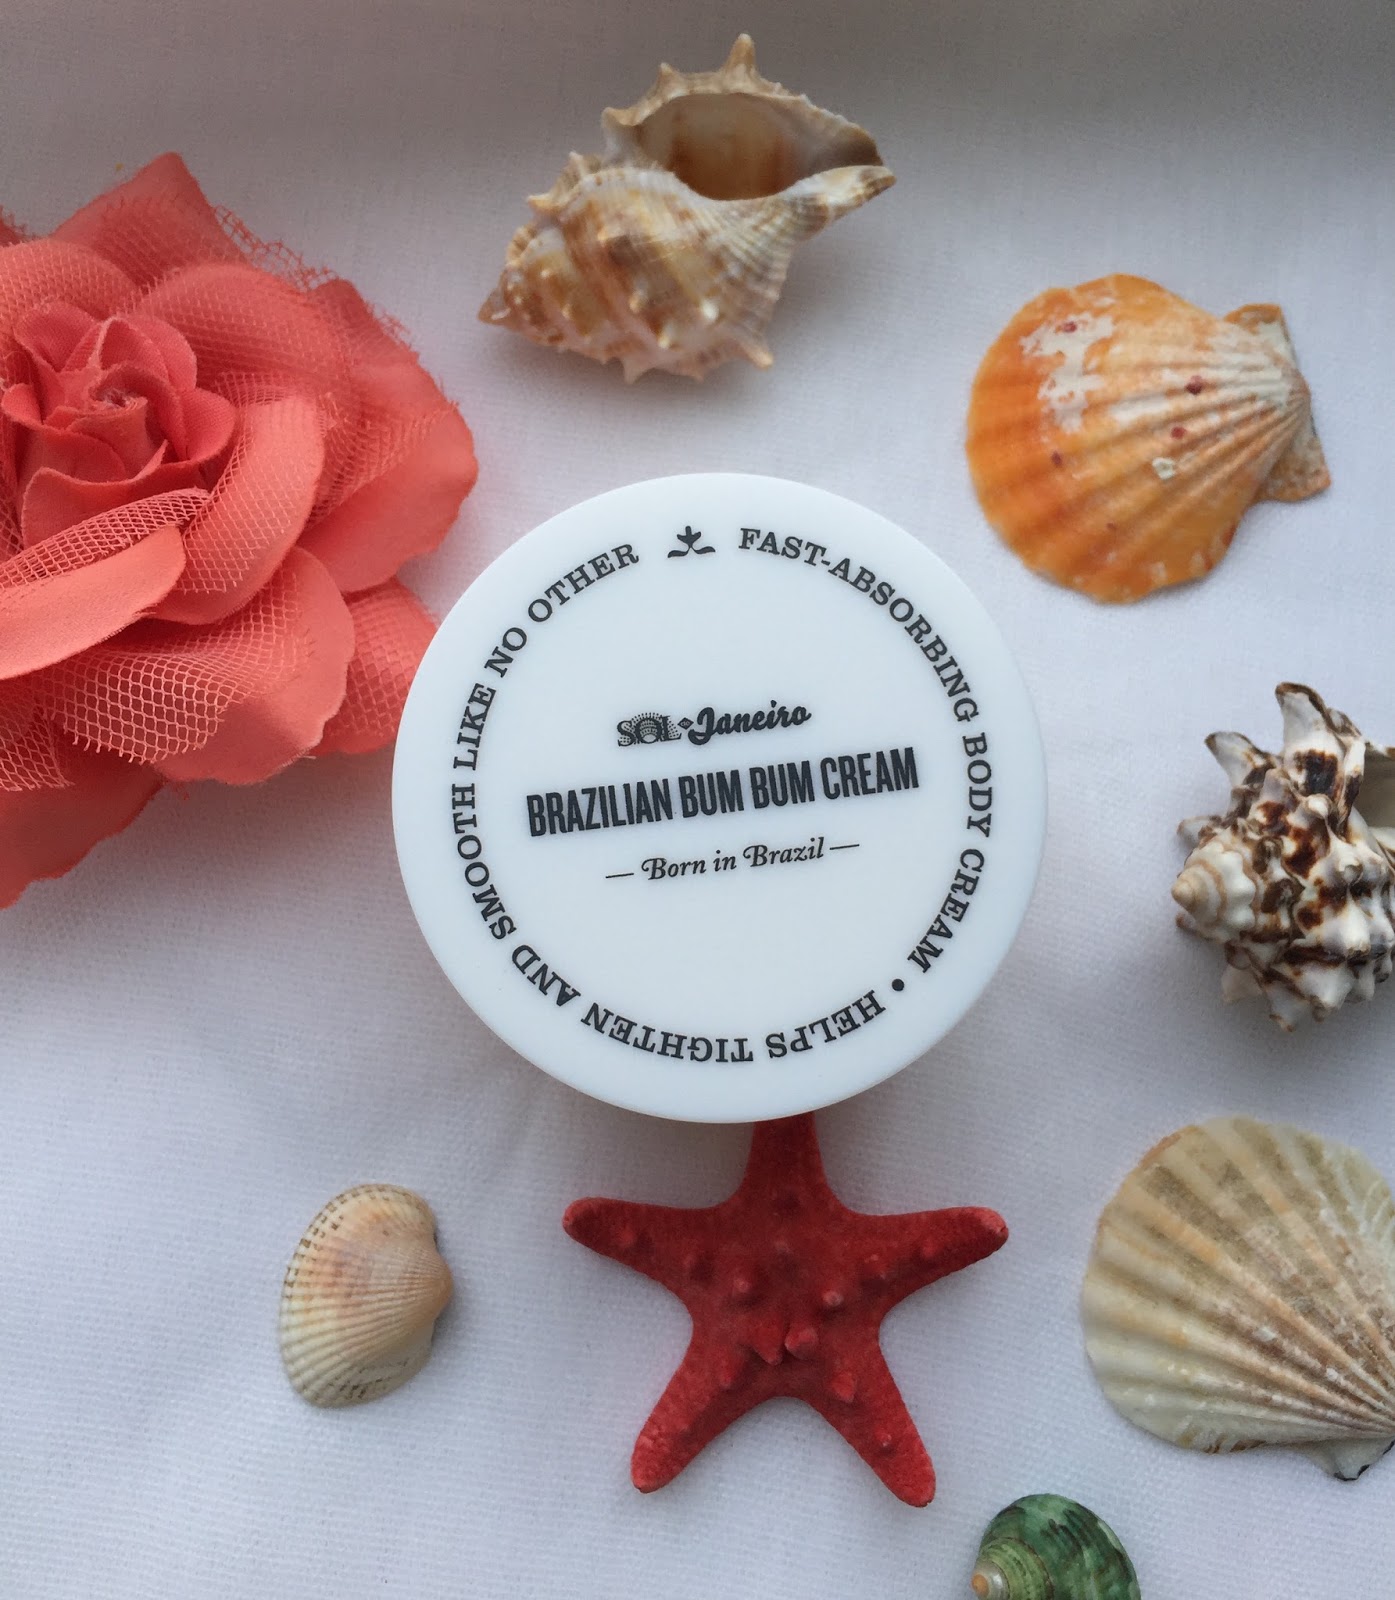 FAST-ABSORBING BODY CREAM • HELPS TIGHTEN AND SMOOTH LIKE NO OTHER
SOL de Janeiro
BRAZILIAN BUM BUM CREAM
— Born in Brazil —